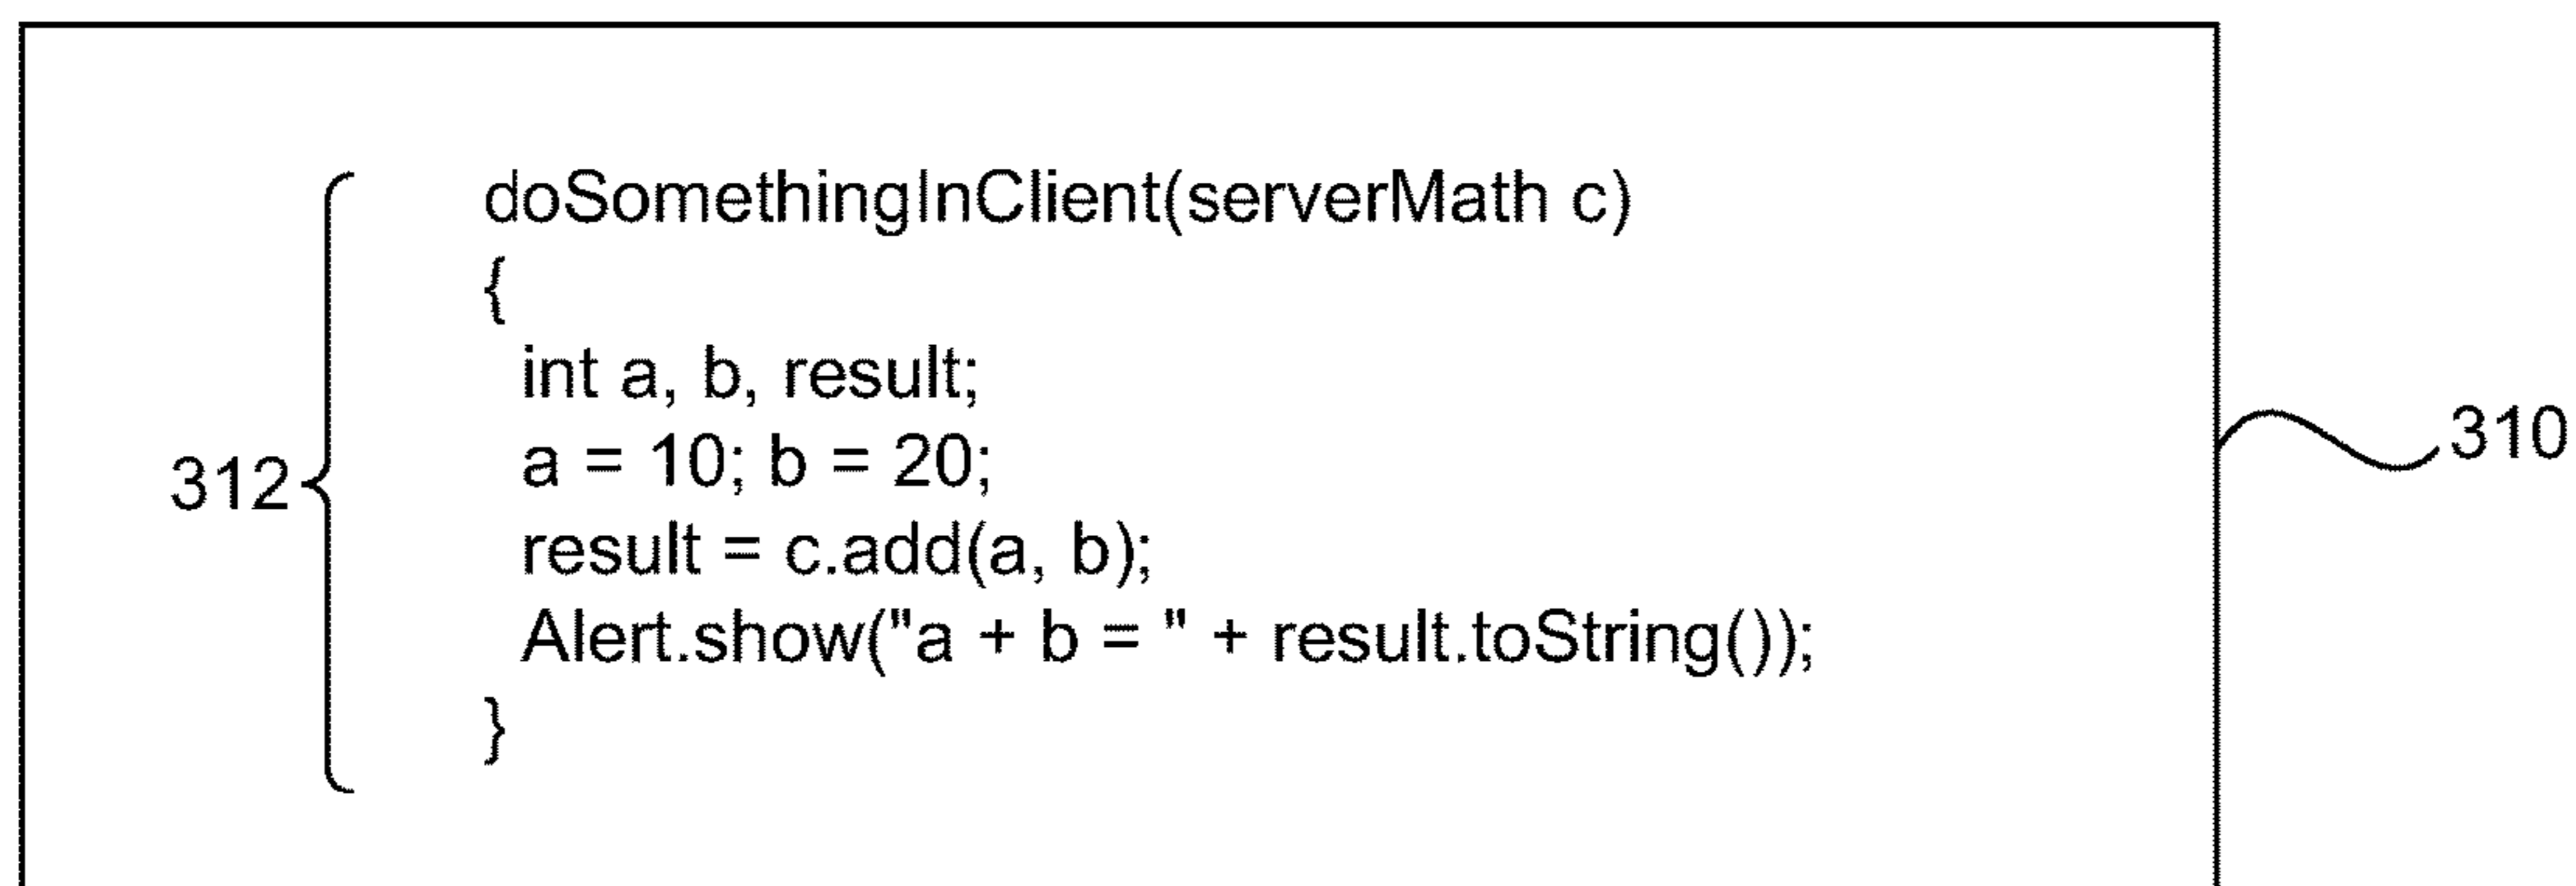 doSomethingInClient(serverMath c)
{
int a, b, result;
a = 10; b = 20;
result = c.add(a, b);
Alert.show("a + b = " + result.toString());
}
312
310